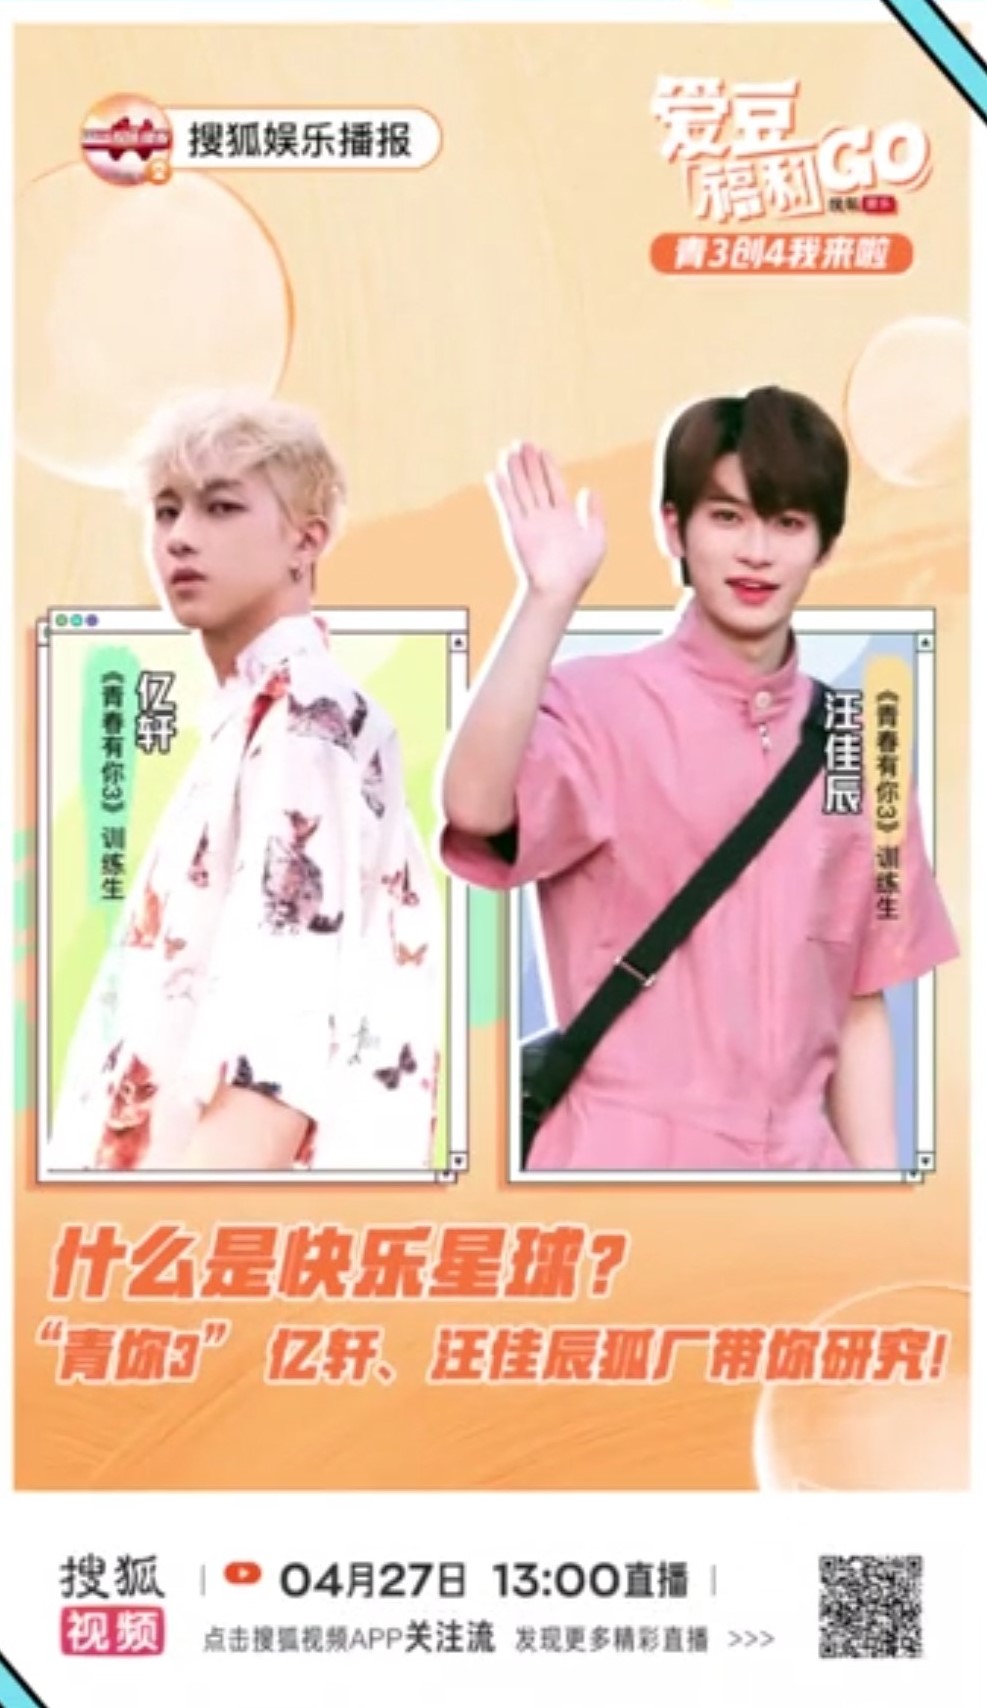 搜狐娱乐播报
爱豆
福利GO
搜狐娱乐
青3创4我来啦
亿轩
《青春有你3》训练生
汪佳辰
《青春有你3》训练生
什么是快乐星球?
“青你3” 亿轩、汪佳辰狐厂带你研究!
搜狐
视频
04月27日 13:00直播
点击搜狐视频APP关注流 发现更多精彩直播 >>>